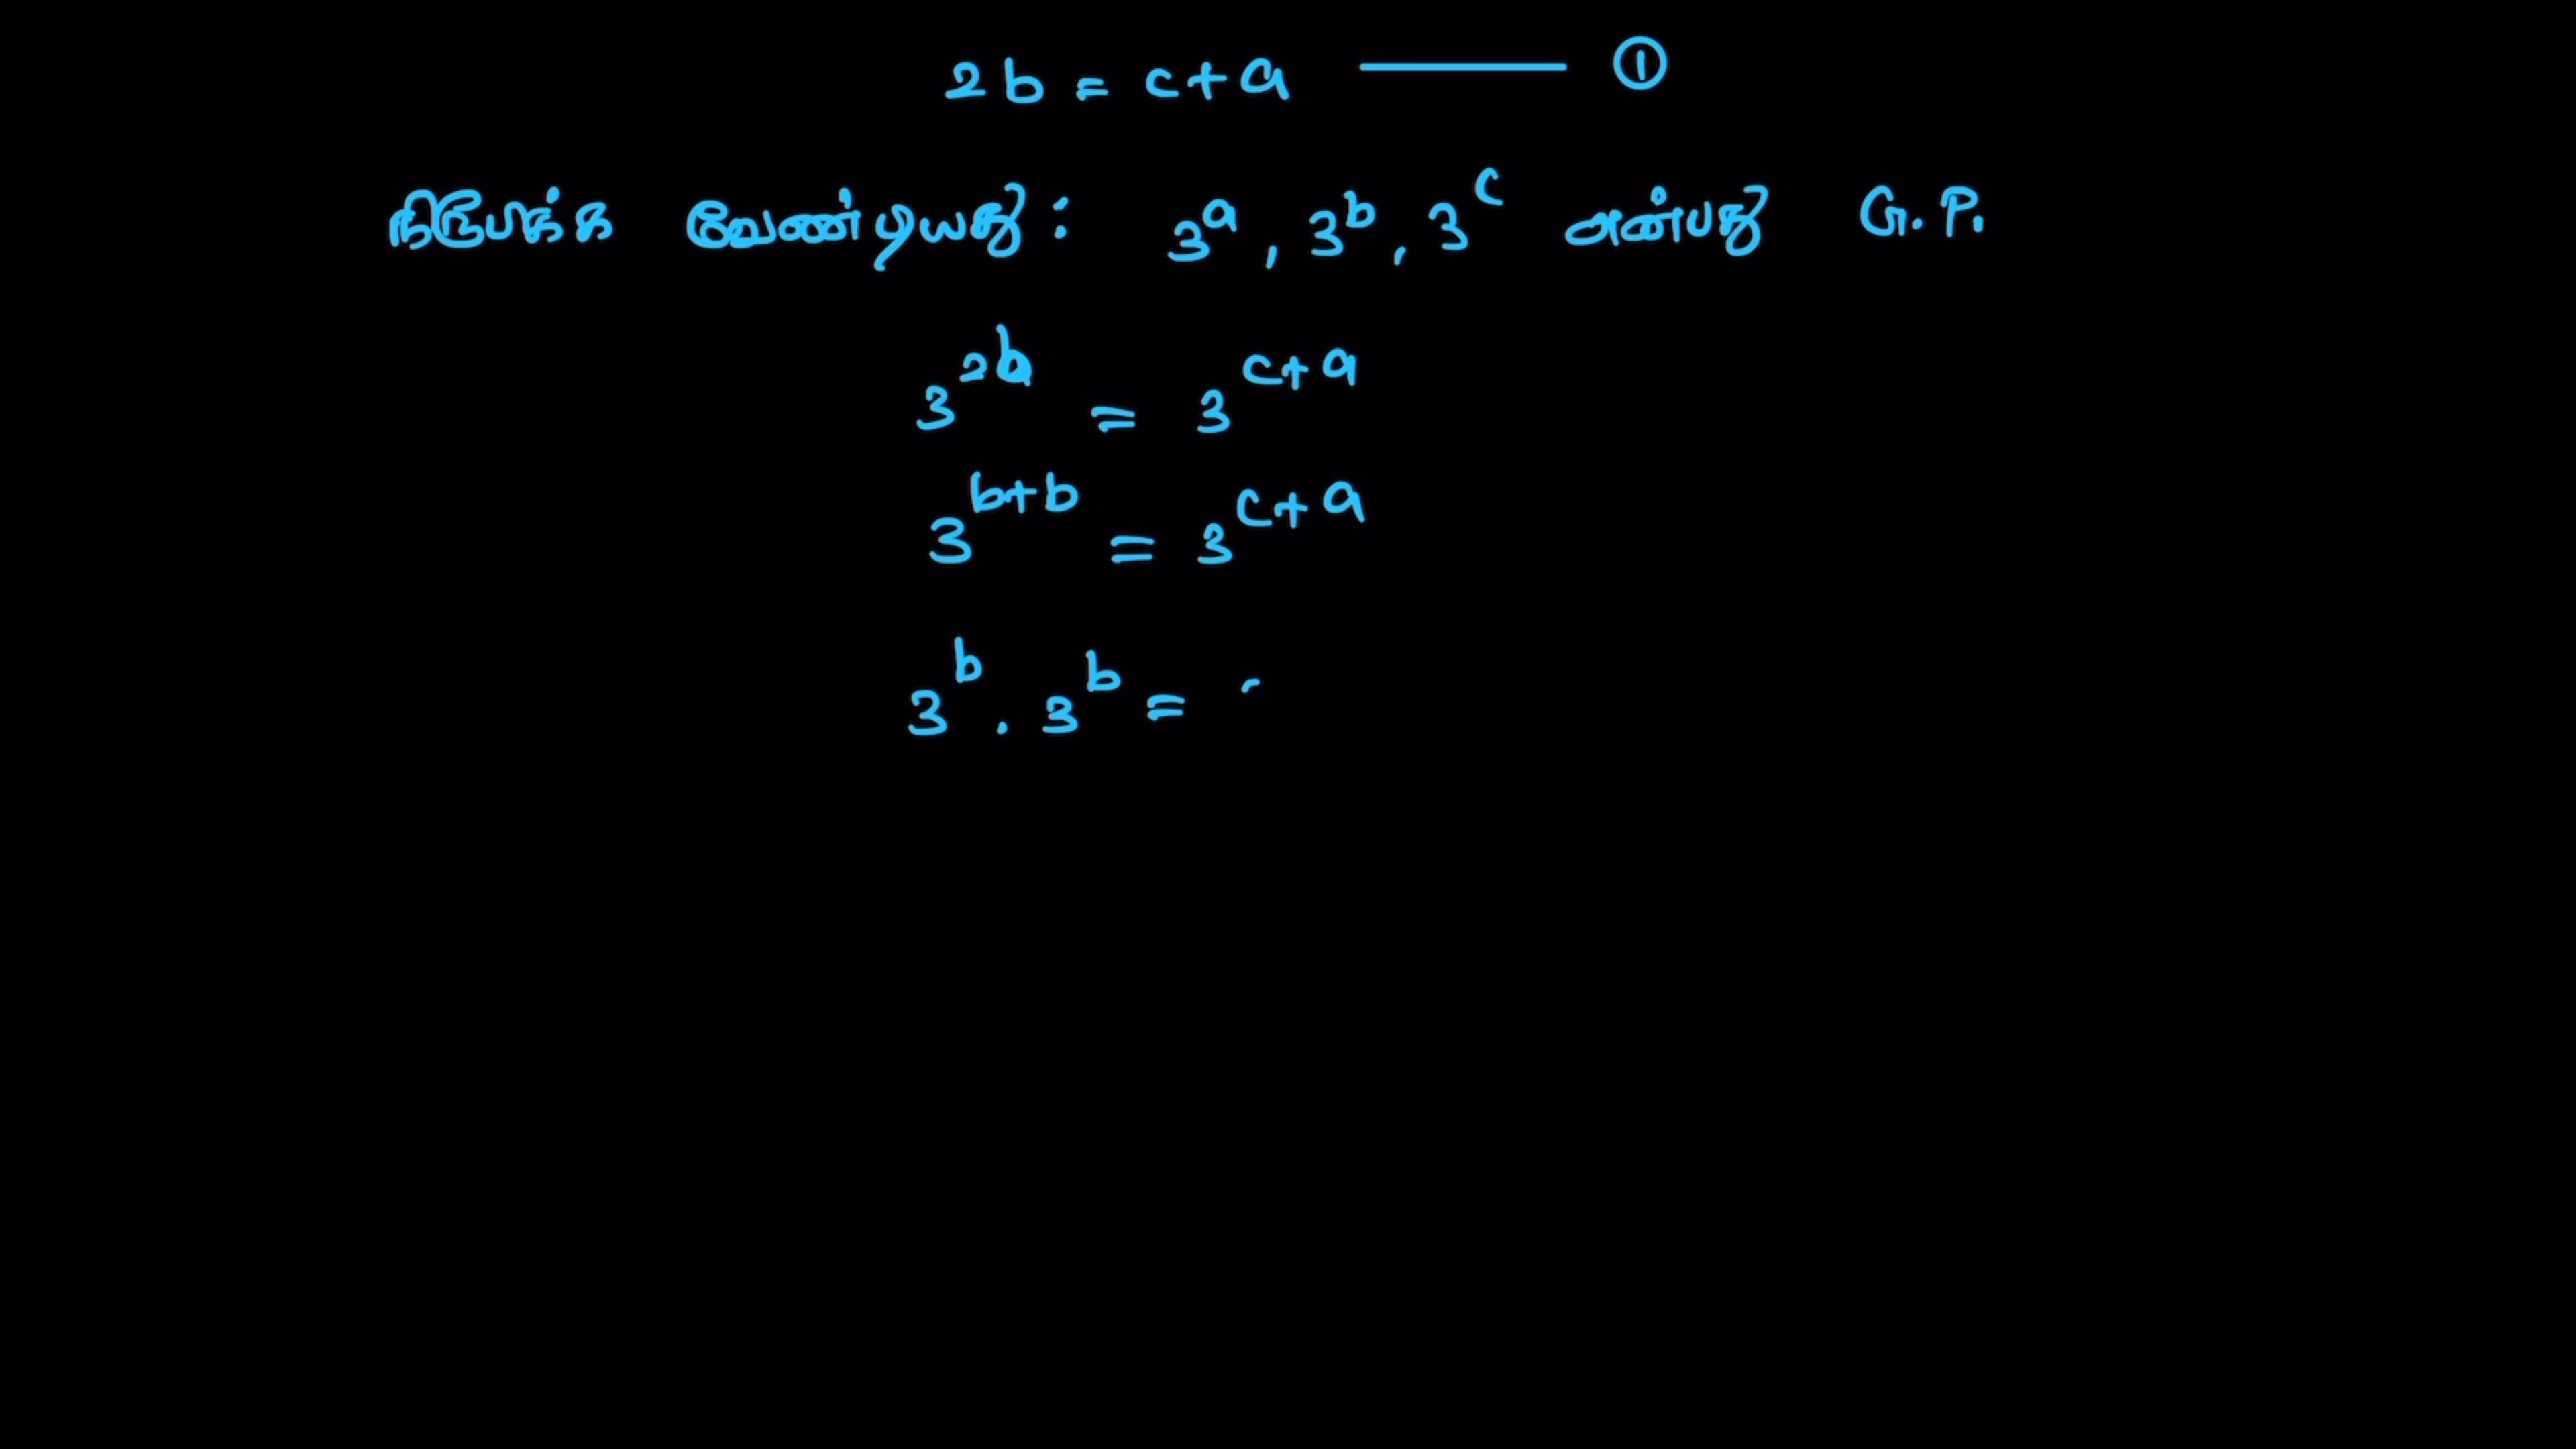 2b = c+a ——— ①
நிரூபிக்க வேண்டியது : 3^a, 3^b, 3^c என்பது G.P.
3^{2b} = 3^{c+a}
3^{b+b} = 3^{c+a}
3^b . 3^b =